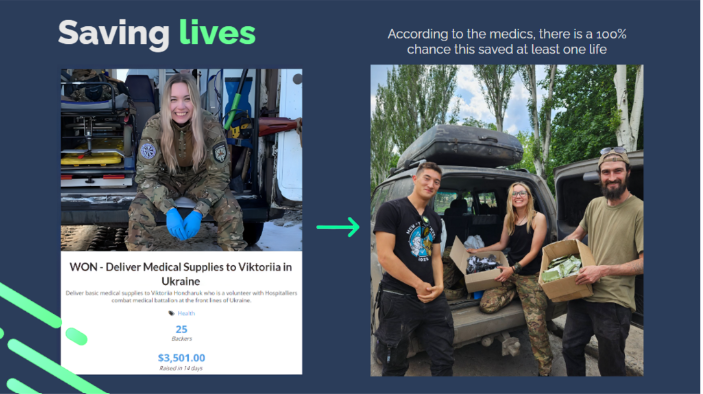 Saving lives
According to the medics, there is a 100%
chance this saved at least one life
WON - Deliver Medical Supplies to Viktoriia in
Ukraine
Deliver basic medical supplies to Viktoriia Honcharuk who is a volunteer with Hospitalliers
combat medical battalion at the front lines of Ukraine.
Health
25
Backers
$3,501.00
Raised in 14 days